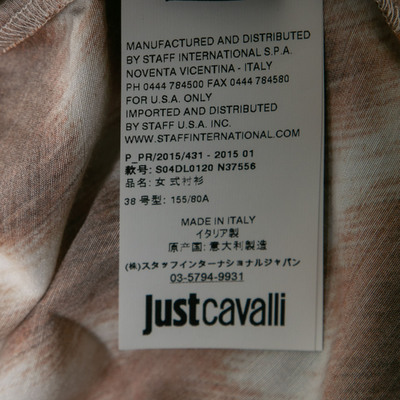 MANUFACTURED AND DISTRIBUTED
BY STAFF INTERNATIONAL S.P.A.
NOVENTA VICENTINA - ITALY
PH 0444 784500 FAX 0444 784580
FOR U.S.A. ONLY
IMPORTED AND DISTRIBUTED
BY STAFF U.S.A. INC.
WWW.STAFFINTERNATIONAL.COM
P_PR/2015/431 - 2015 01
款号: S04DL0120 N37556
品名: 女式衬衫
38 号型: 155/80A
MADE IN ITALY
イタリア製
原产国: 意大利製造
(株)スタッフインターナショナルジャパン
03-5794-9931
justcavalli